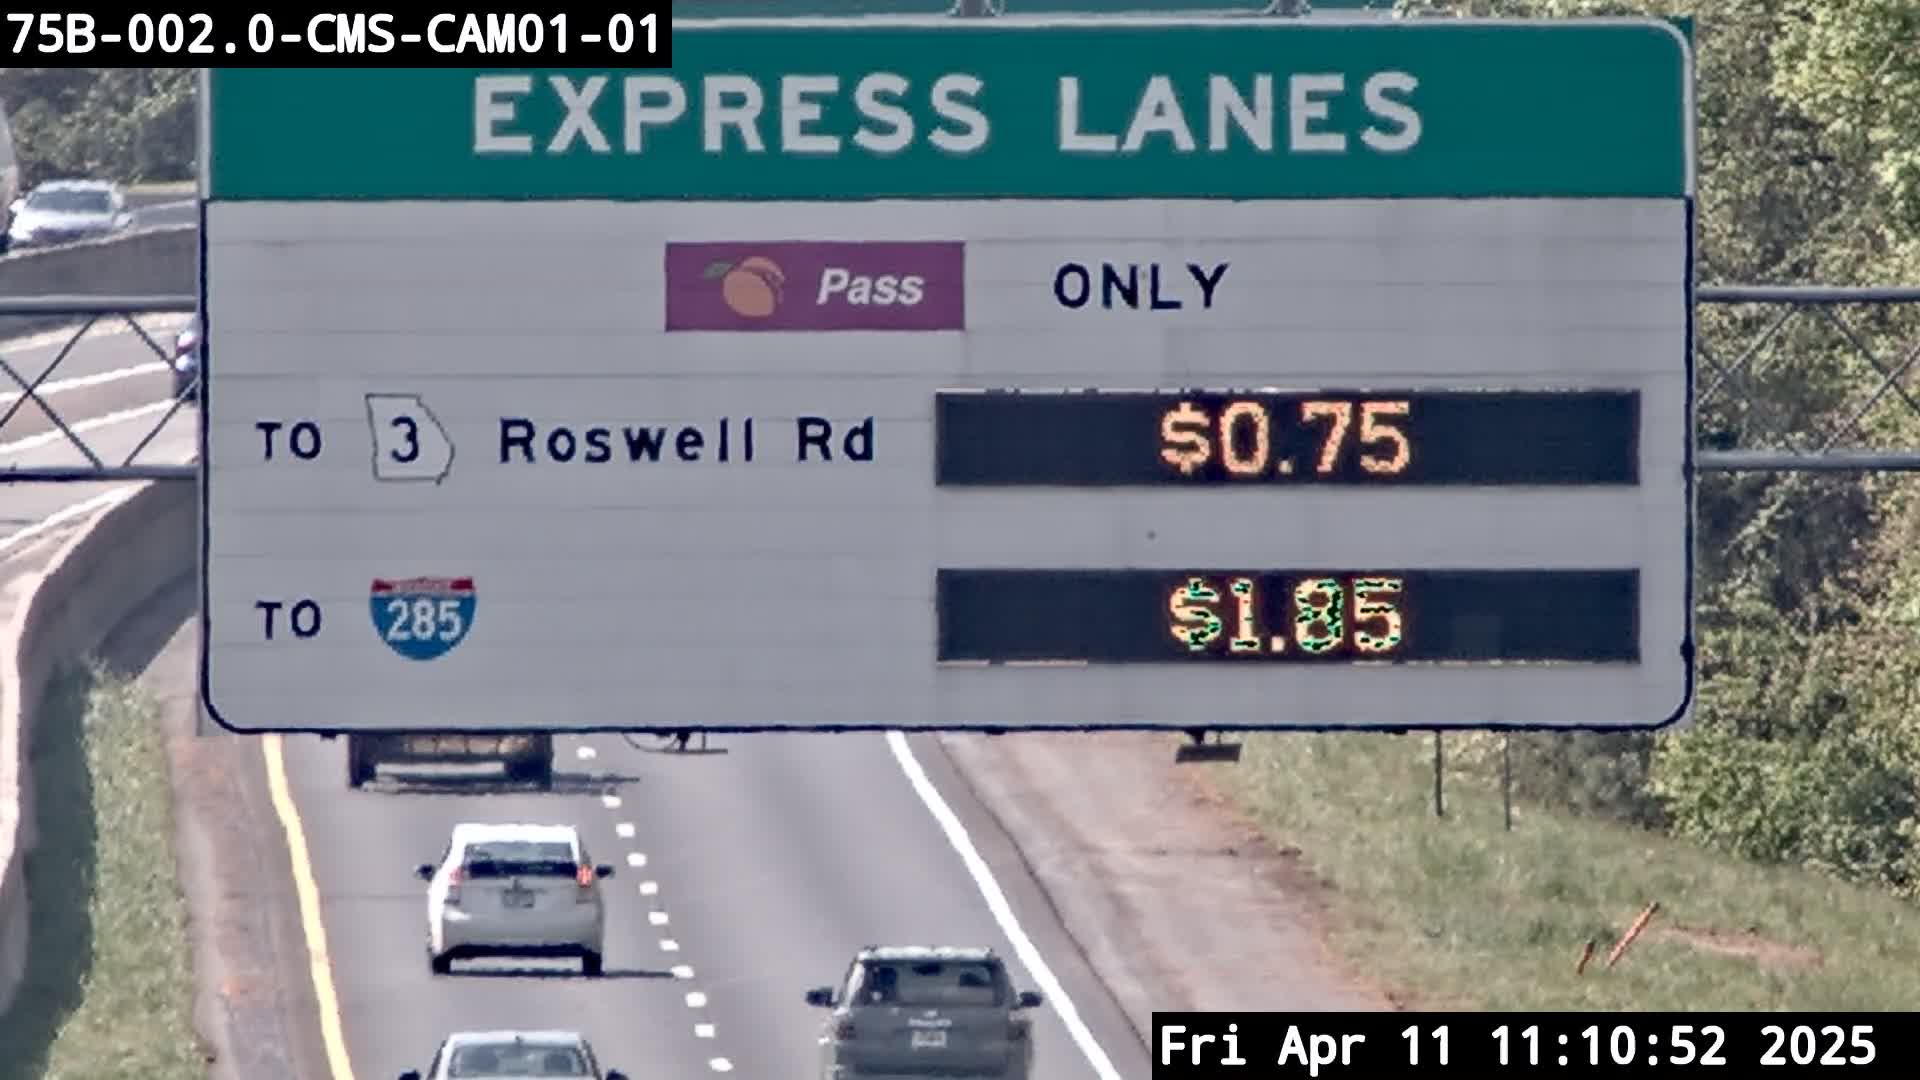 75B-002.0-CMS-CAM01-01
EXPRESS LANES
Pass ONLY
TO 3 Roswell Rd $0.75
TO 285 $1.85
Fri Apr 11 11:10:52 2025